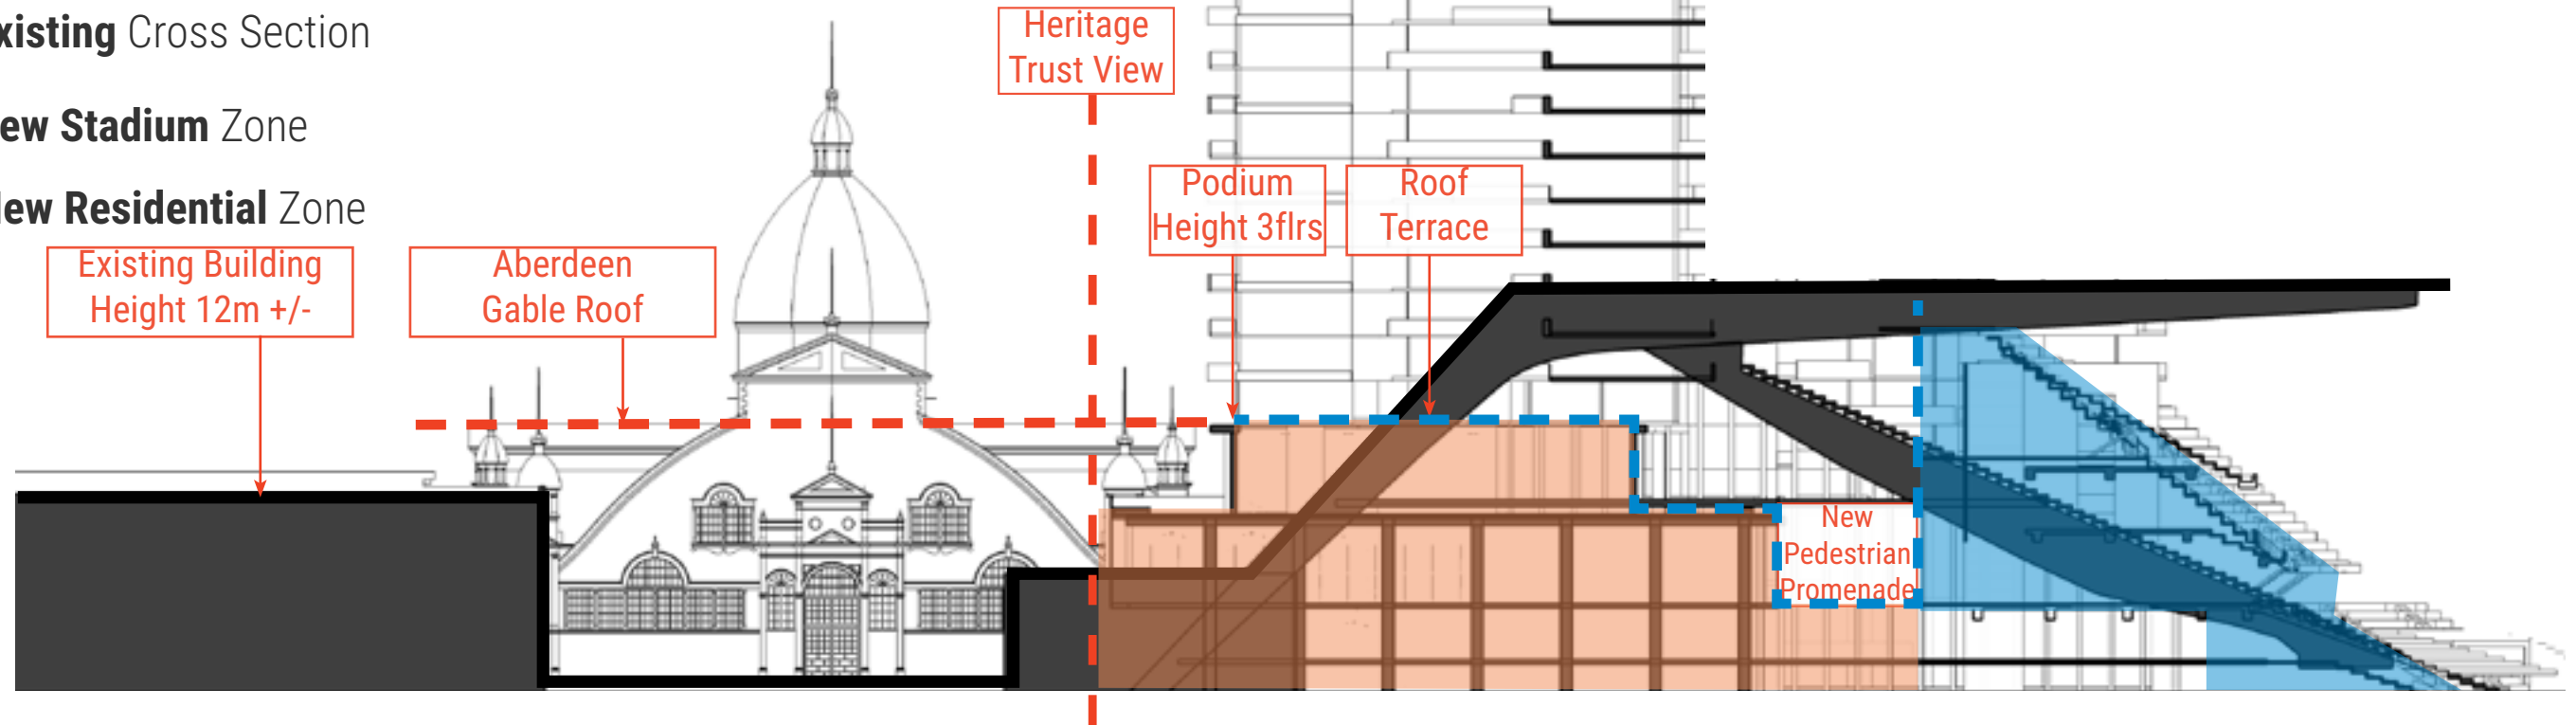 xisting Cross Section
ew Stadium Zone
lew Residential Zone
Heritage
Trust View
Podium
Height 3flrs
Roof
Terrace
Existing Building
Height 12m +/-
Aberdeen
Gable Roof
New
Pedestrian
Promenade